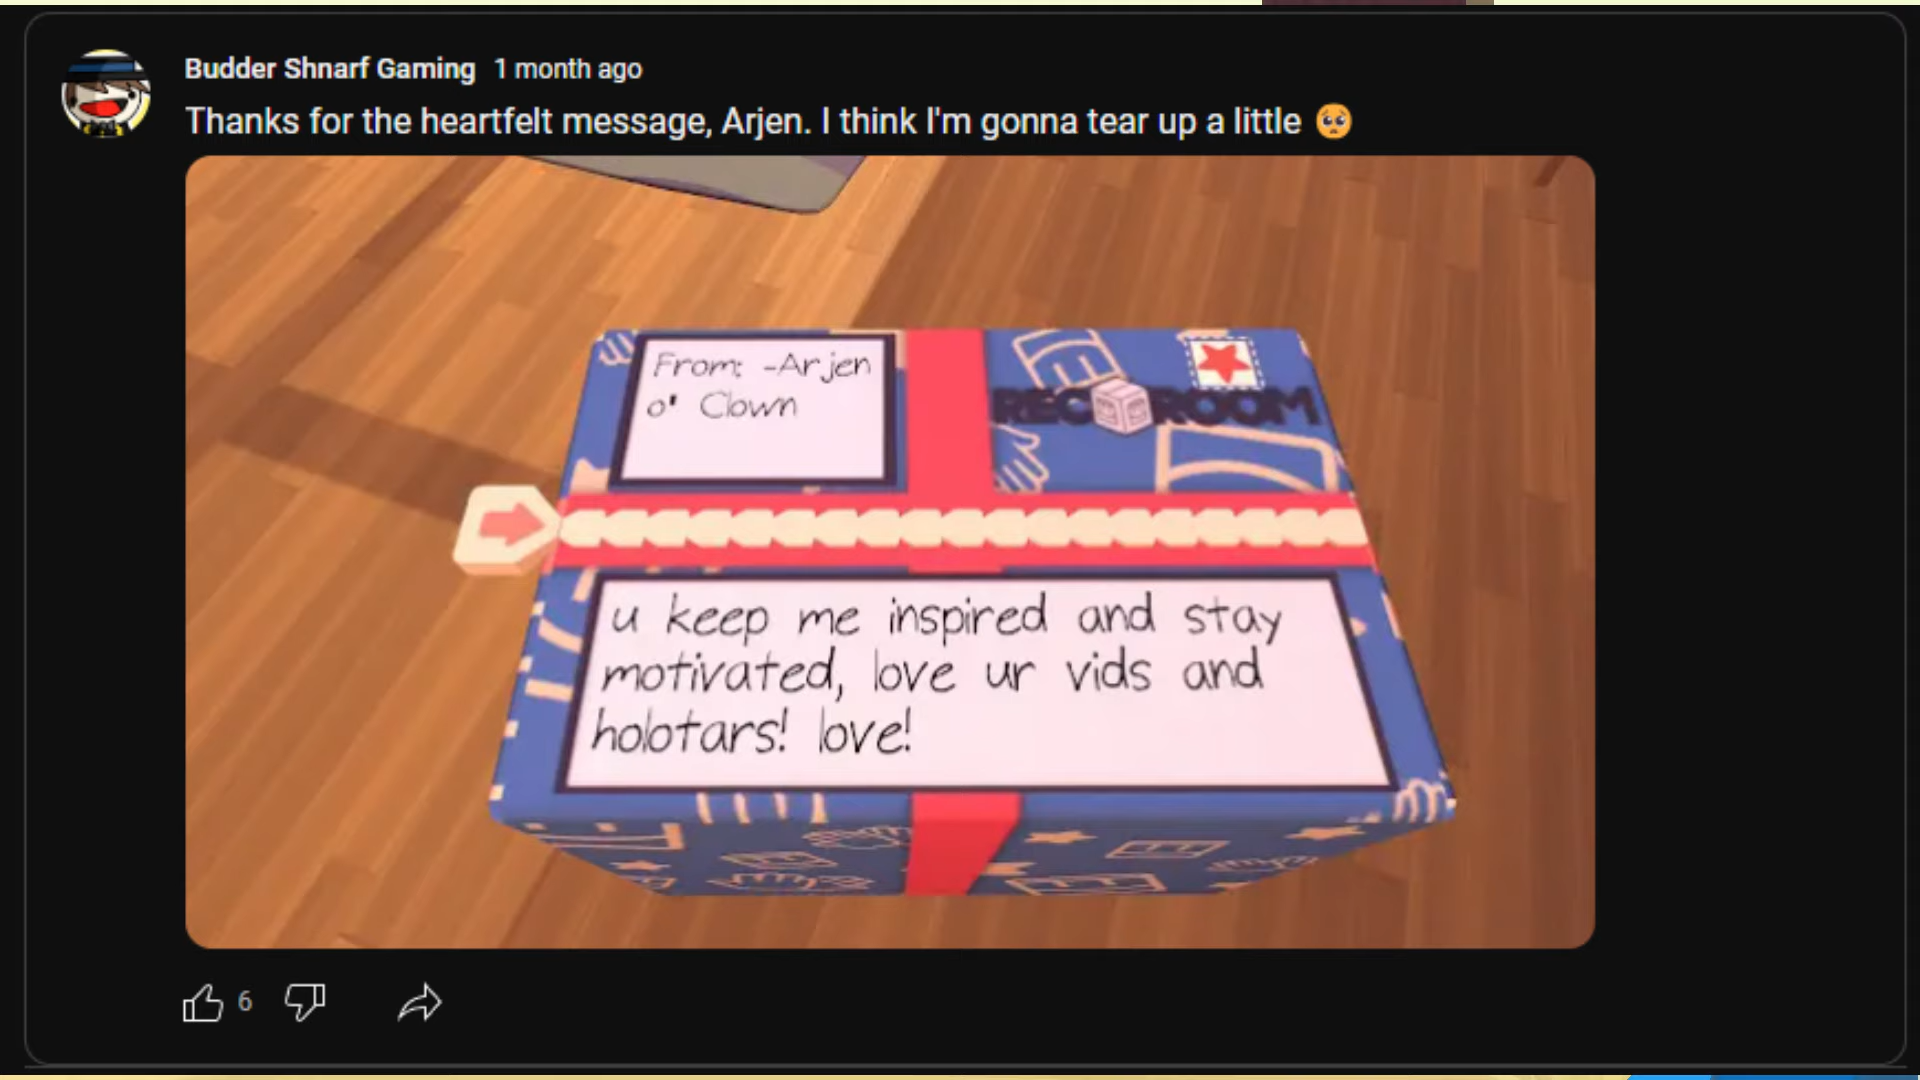 Budder Shnarf Gaming 1 month ago
Thanks for the heartfelt message, Arjen. I think I'm gonna tear up a little 🥺
From: -Arjen
o' Clown
REC ROOM
u keep me inspired and stay
motivated, love ur vids and
holotars! love!
6